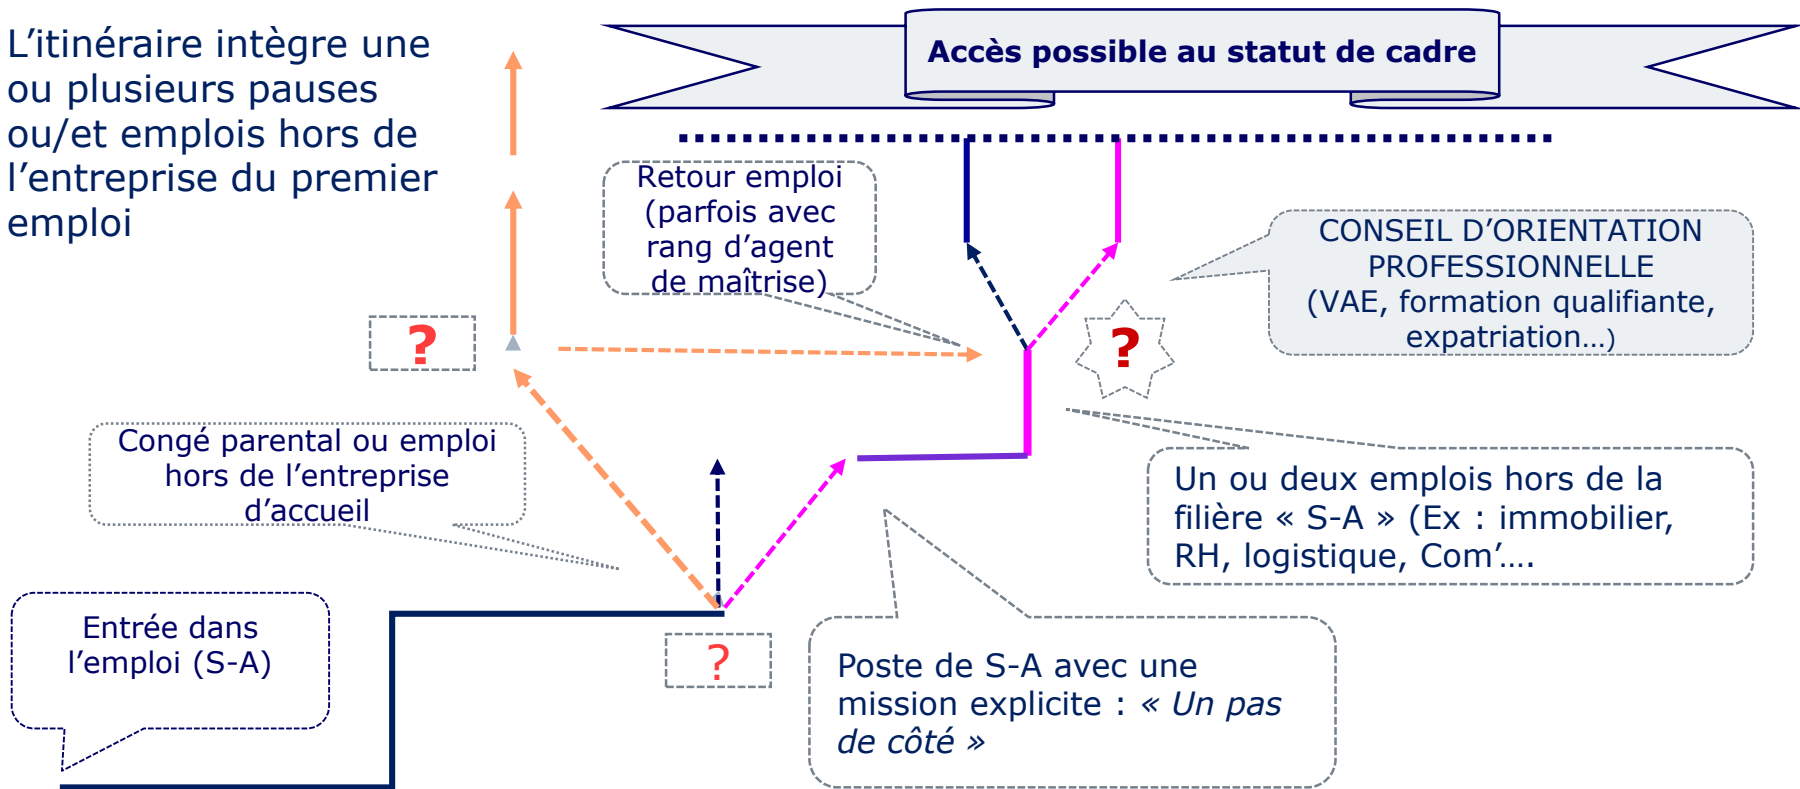 L’itinéraire intègre une
ou plusieurs pauses
ou/et emplois hors de
l’entreprise du premier
emploi
Accès possible au statut de cadre
Retour emploi
(parfois avec
rang d’agent
de maîtrise)
CONSEIL D’ORIENTATION
PROFESSIONNELLE
(VAE, formation qualifiante,
expatriation…)
?
?
Congé parental ou emploi
hors de l’entreprise
d’accueil
Un ou deux emplois hors de la
filière « S-A » (Ex : immobilier,
RH, logistique, Com’….
Entrée dans
l’emploi (S-A)
?
Poste de S-A avec une
mission explicite : « Un pas
de côté »